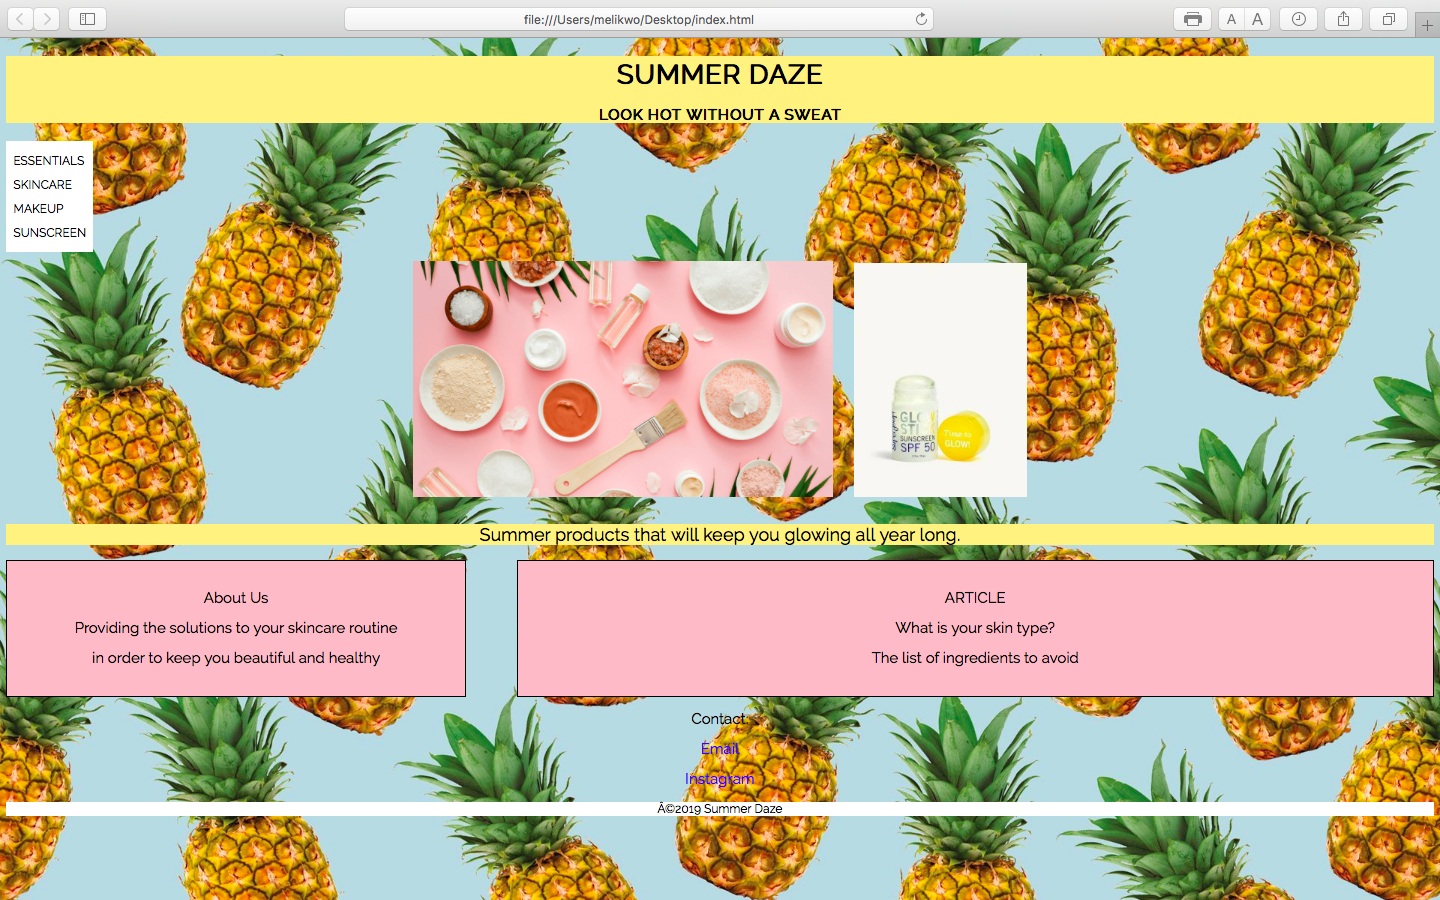 file:///Users/melikwo/Desktop/index.html
A A
SUMMER DAZE
LOOK HOT WITHOUT A SWEAT
ESSENTIALS
SKINCARE
MAKEUP
SUNSCREEN
SUNSCREEN
SPF 50
Time to
GLOW!
Summer products that will keep you glowing all year long.
About Us
Providing the solutions to your skincare routine
in order to keep you beautiful and healthy
ARTICLE
What is your skin type?
The list of ingredients to avoid
Contact:
Email
Instagram
Â©2019 Summer Daze